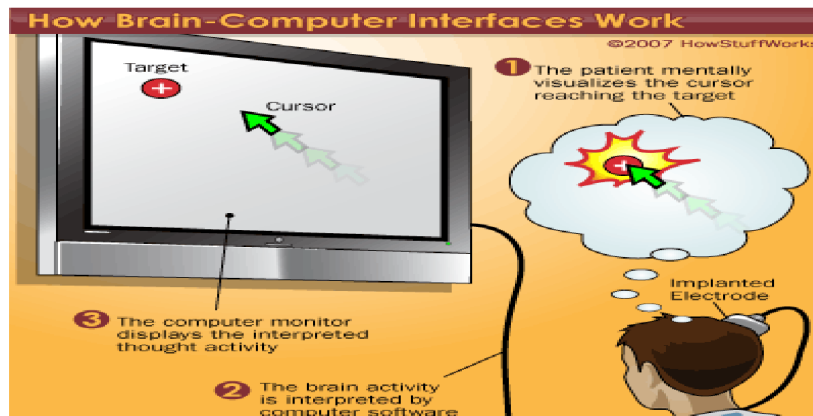 How Brain-Computer Interfaces Work
©2007 HowStuffWorks
Target
Cursor
1 The patient mentally
visualizes the cursor
reaching the target
Implanted
Electrode
3 The computer monitor
displays the interpreted
thought activity
2 The brain activity
is interpreted by
computer software